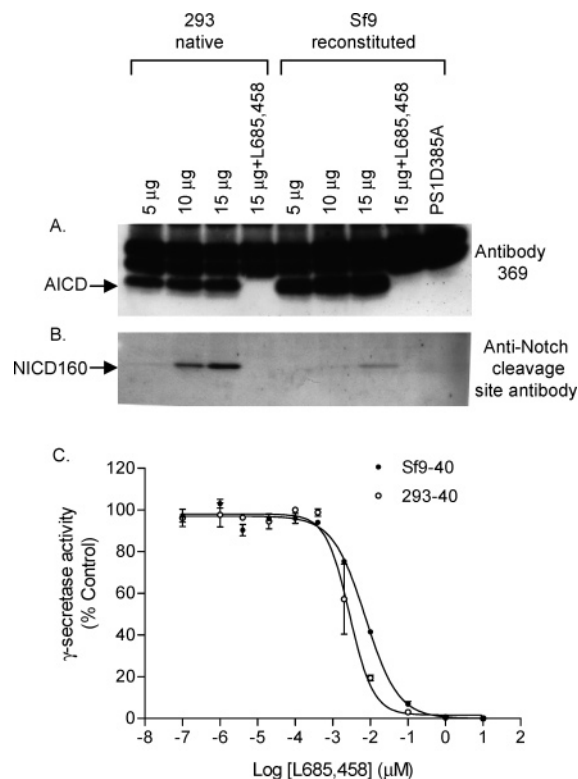 293
native
Sf9
reconstituted
5 µg
10 µg
15 µg
15 µg+L685,458
5 µg
10 µg
15 µg
15 µg+L685,458
PS1D385A
A.
AICD
Antibody
369
B.
NICD160
Anti-Notch
cleavage
site antibody
C.
Sf9-40
293-40
γ-secretase activity
(% Control)
120
100
80
60
40
20
0
-8 -7 -6 -5 -4 -3 -2 -1 0 1 2
Log [L685,458] (µM)